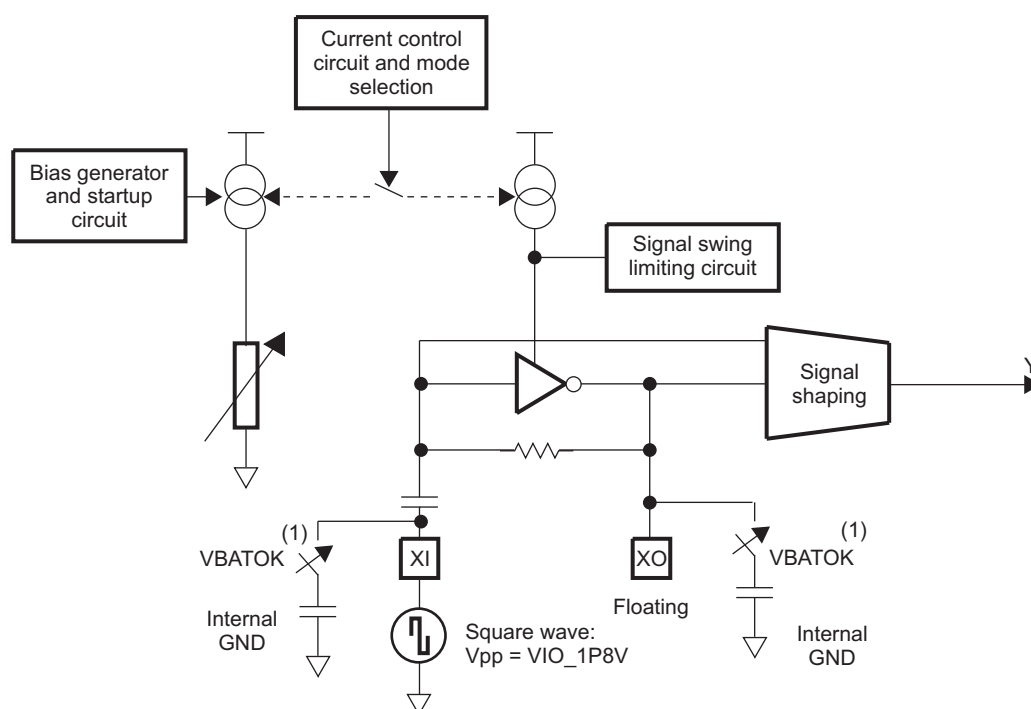 Current control
circuit and mode
selection
Bias generator
and startup
circuit
Signal swing
limiting circuit
Signal
shaping
Y
(1)
VBATOK
XI
XO
(1)
VBATOK
Floating
Internal
GND
Square wave:
Vpp = VIO_1P8V
Internal
GND